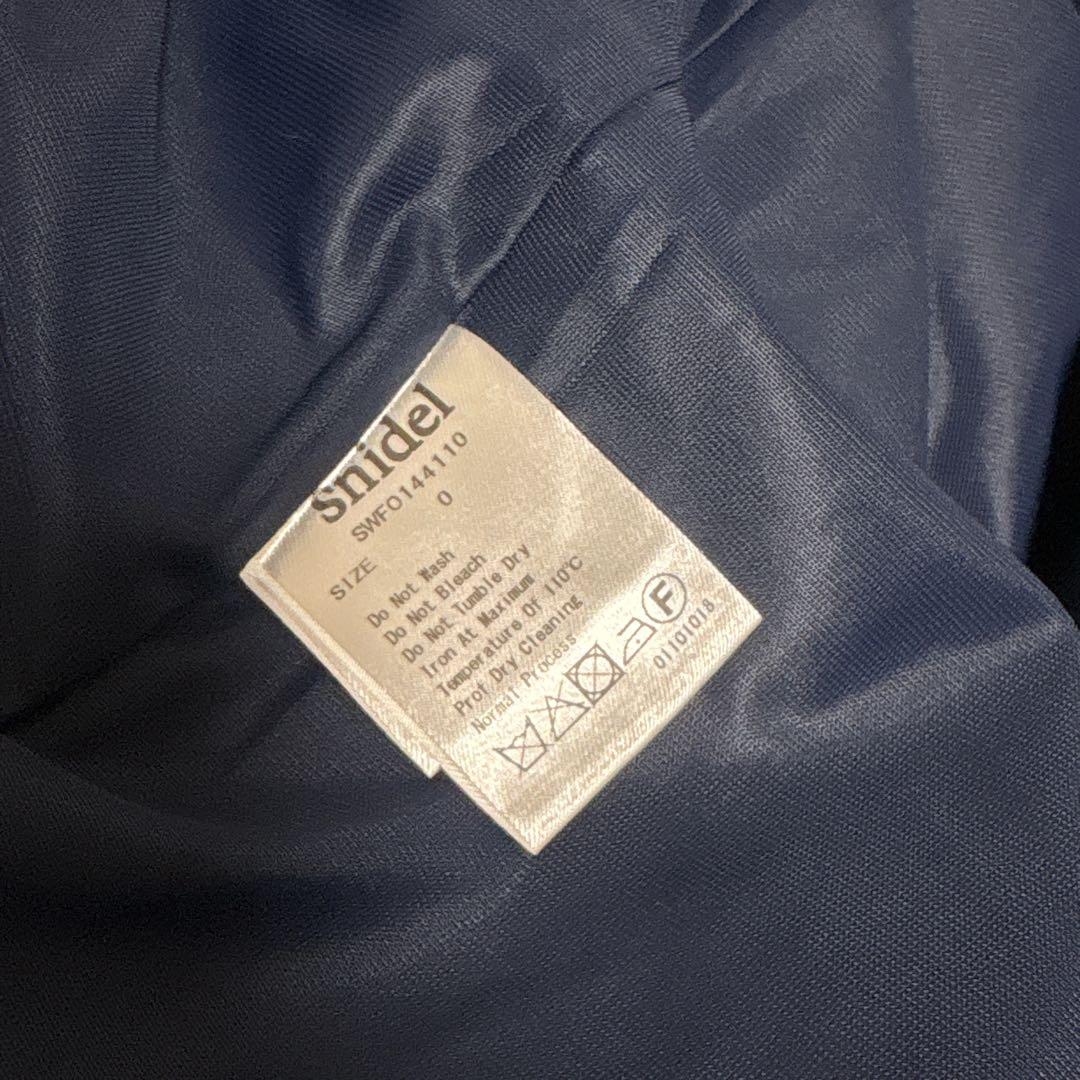 snidel
SWFO144110
SIZE 0
Do Not Wash
Do Not Bleach
Do Not Tumble Dry
Iron At Maximum
Temperature Of 110℃
Prof Dry Cleaning
Normal Process
F
01101018